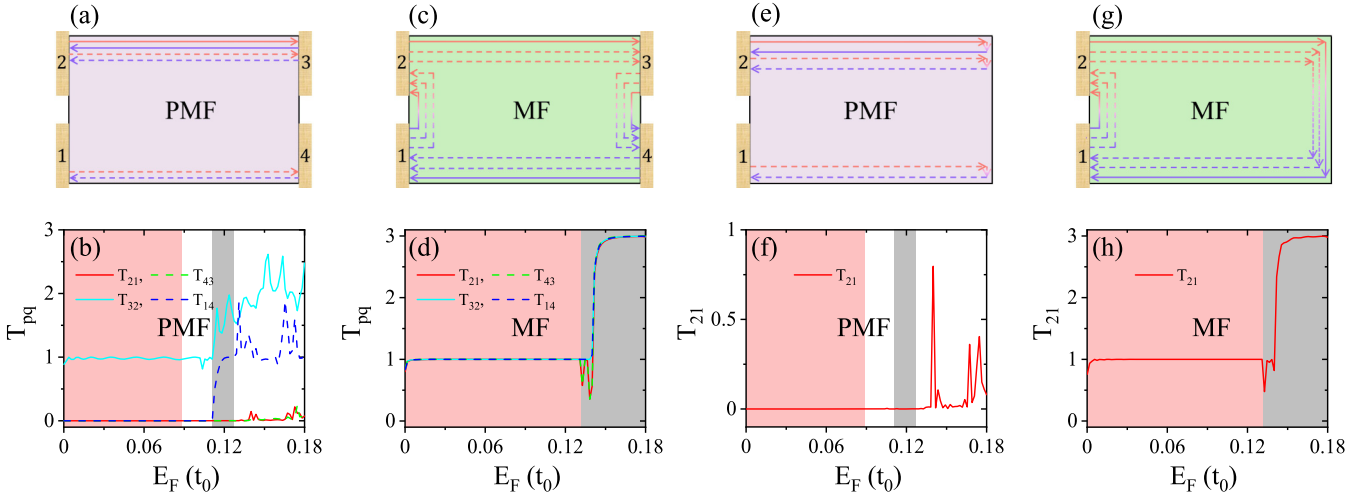 (a)
2 3
PMF
1 4
(c)
2 3
MF
1 4
(e)
2
PMF
1
(g)
2
MF
1
(b)
3
2
1
0
T21, T43
T32, T14
PMF
Tpq
0 0.06 0.12 0.18
EF (t0)
(d)
3
2
1
0
T21, T43
T32, T14
MF
Tpq
0 0.06 0.12 0.18
EF (t0)
(f)
1
0.5
0
T21
PMF
T21
0 0.06 0.12 0.18
EF (t0)
(h)
3
2
1
0
T21
MF
T21
0 0.06 0.12 0.18
EF (t0)